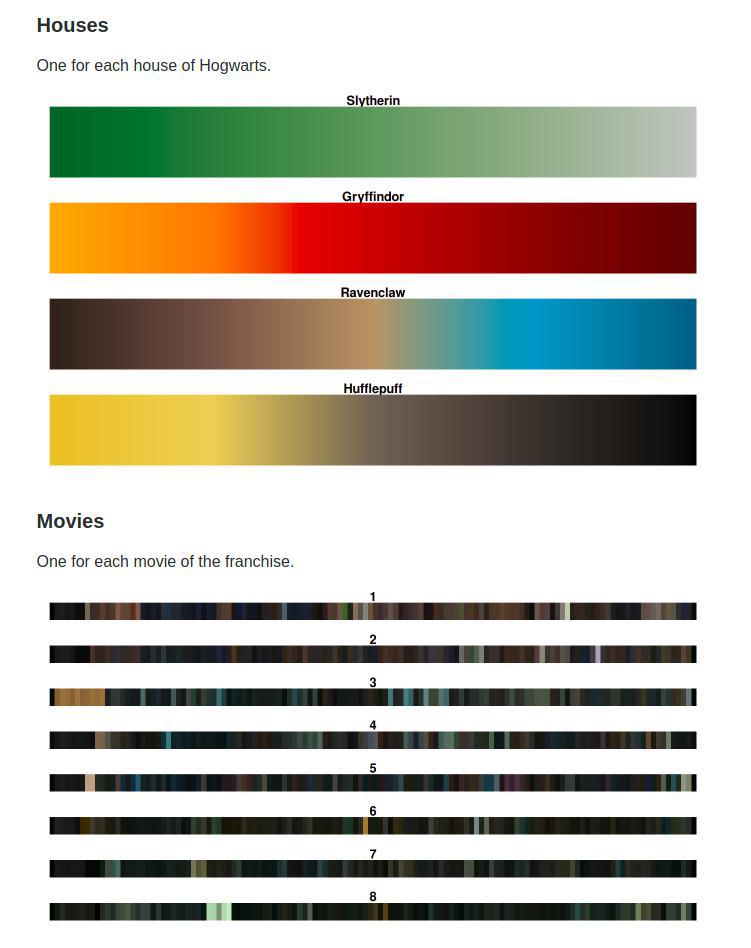 Houses
One for each house of Hogwarts.
Slytherin
Gryffindor
Ravenclaw
Hufflepuff
Movies
One for each movie of the franchise.
1
2
3
4
5
6
7
8